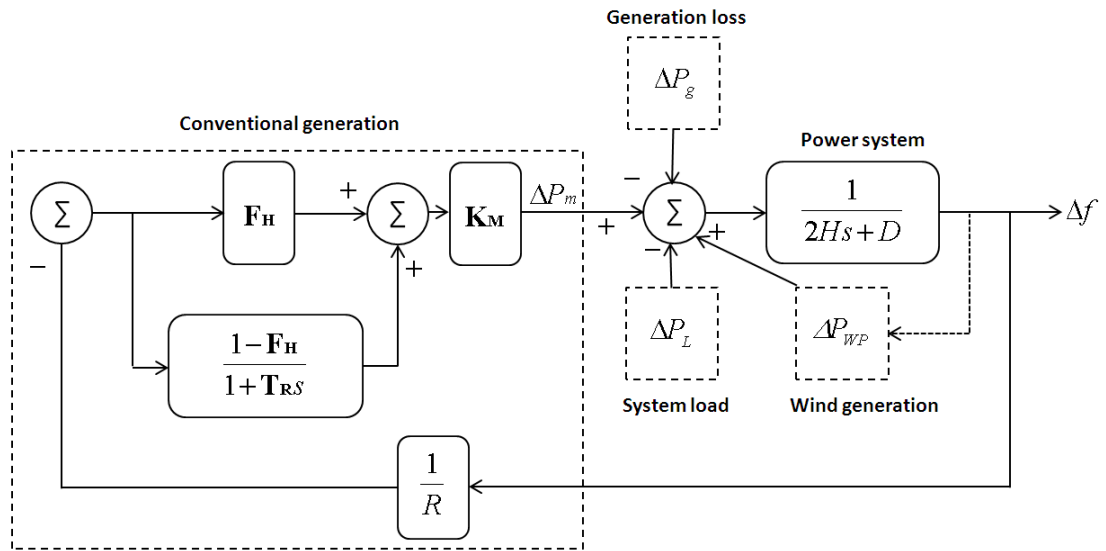 Generation loss
ΔP_g
Conventional generation
Power system
Σ
F_H
+
Σ
K_M
ΔP_m
−
+
Σ
+
−
1
2Hs + D
Δf
−
+
1 − F_H
1 + T_R s
ΔP_L
ΔP_WP
System load
Wind generation
1
R